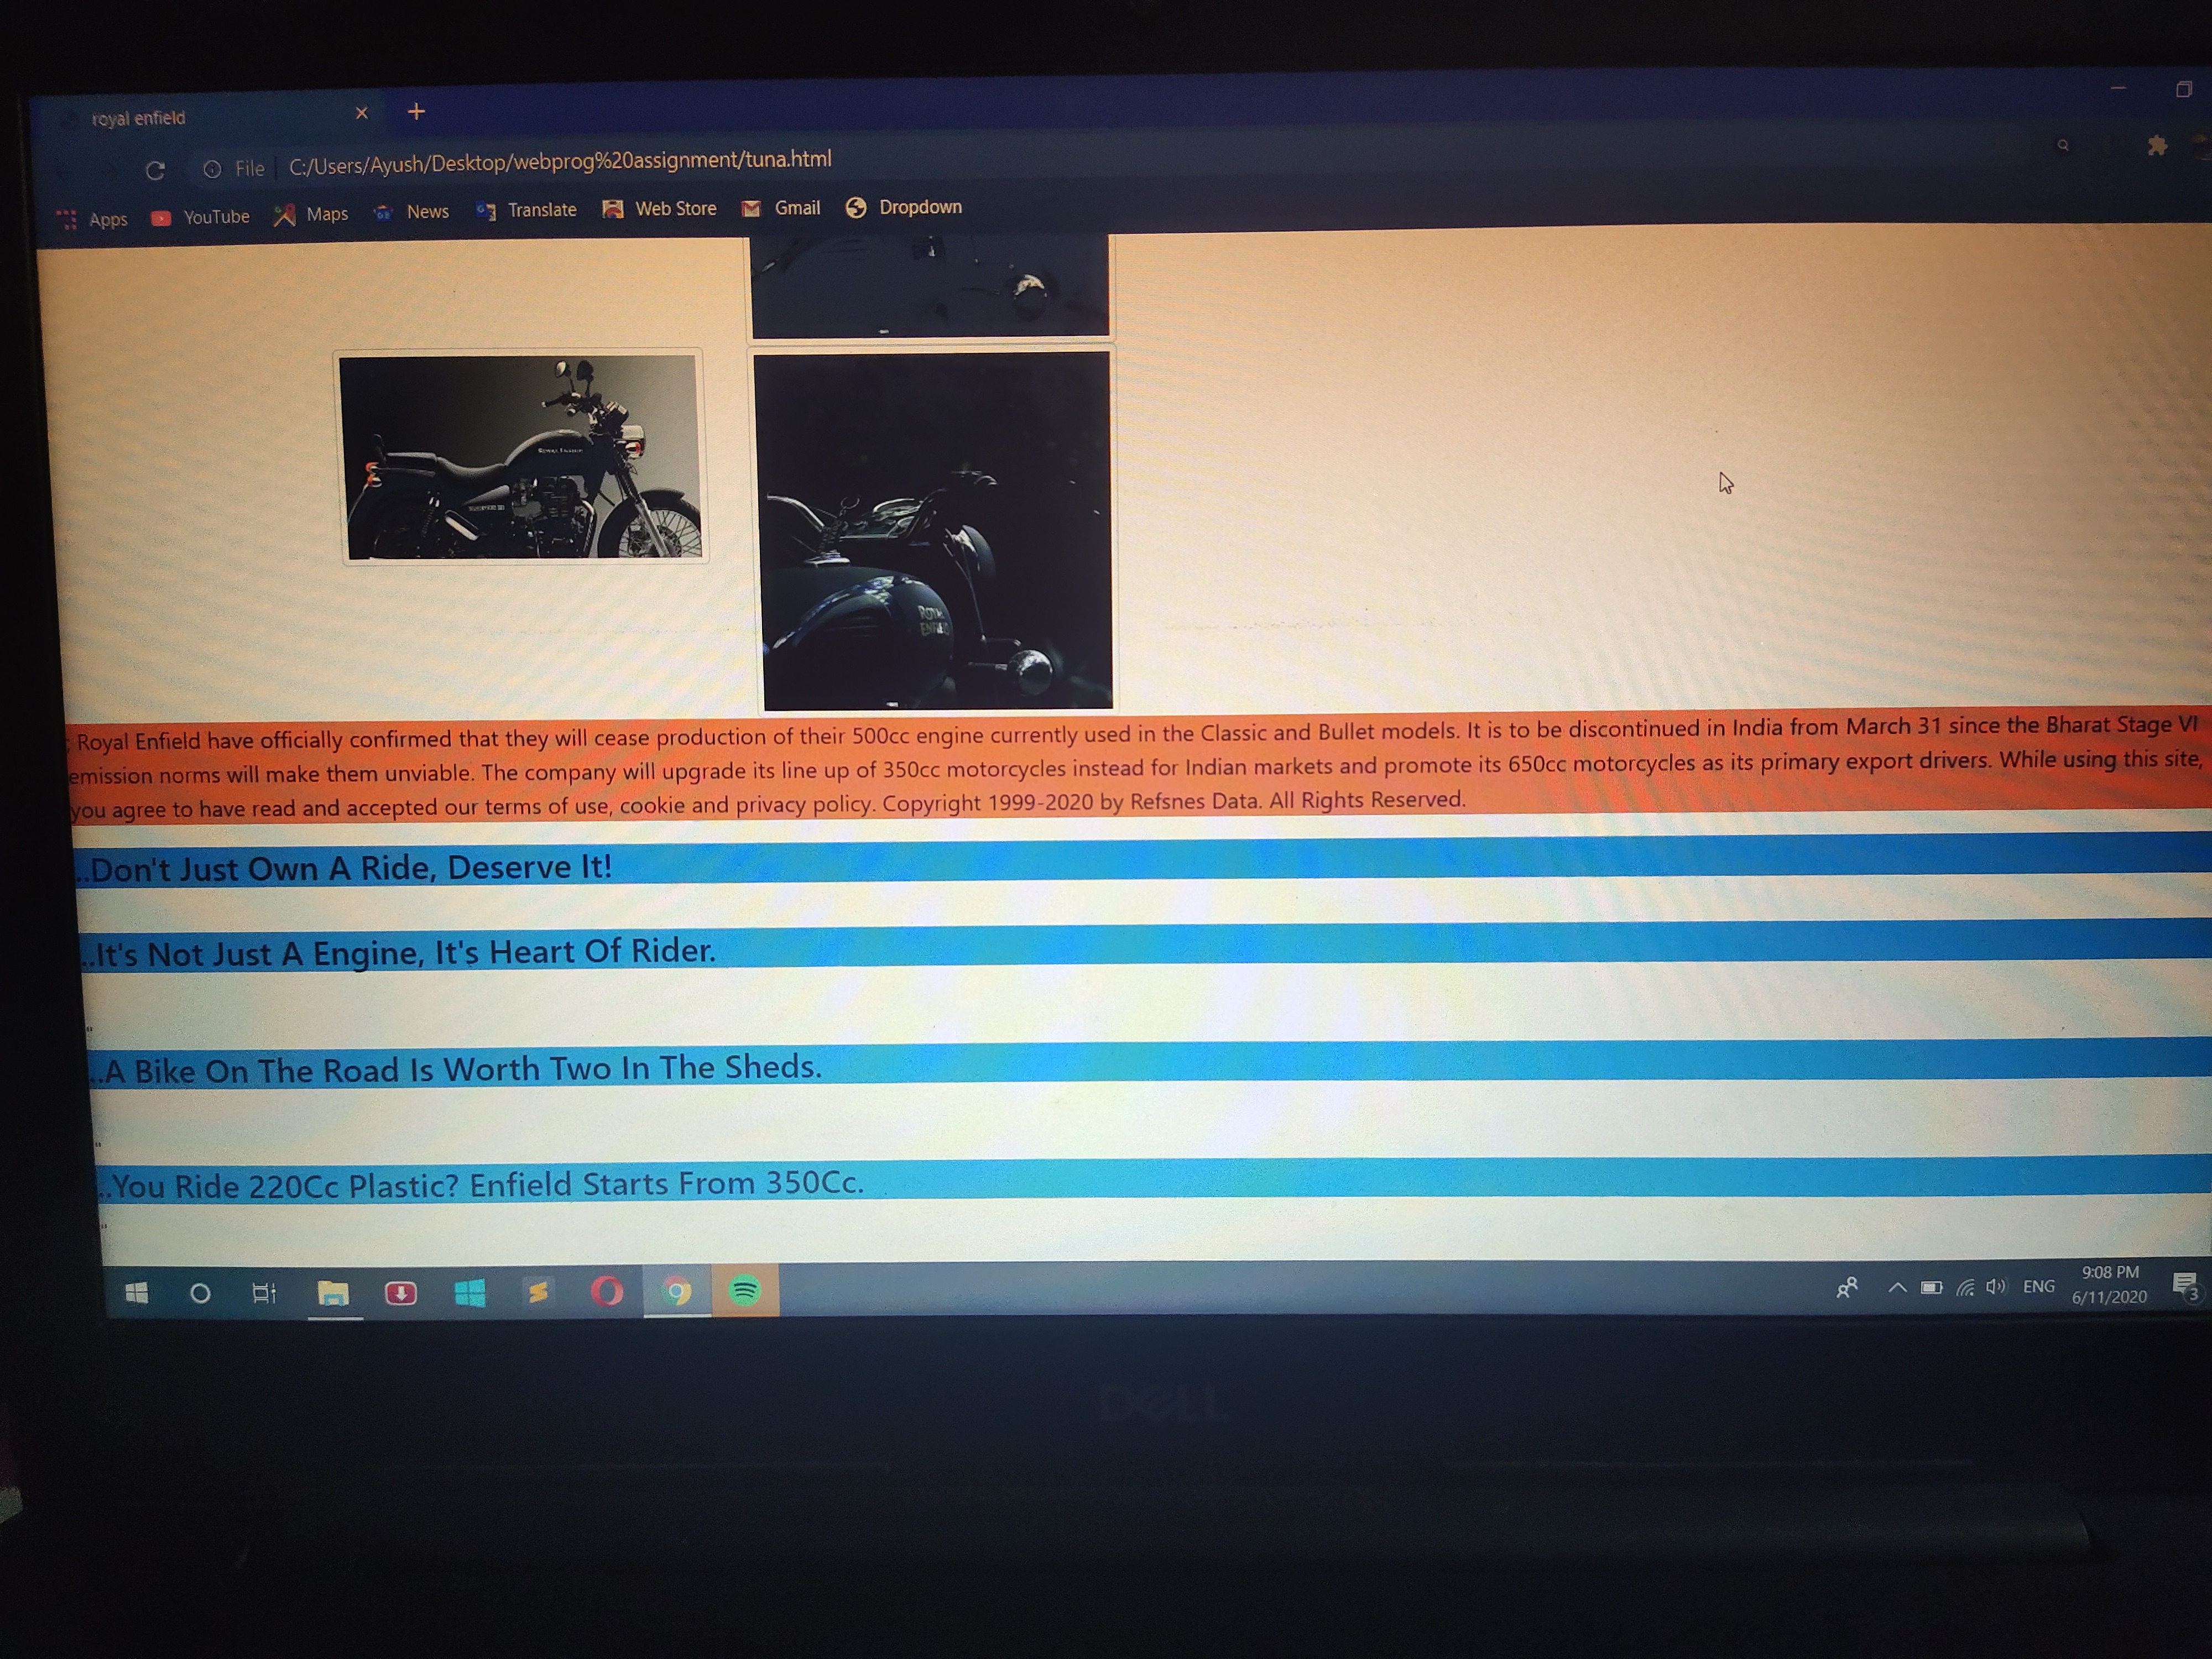 royal enfield
File C:/Users/Ayush/Desktop/webprog%20assignment/tuna.html
Apps YouTube Maps News Translate Web Store Gmail Dropdown
ROYAL ENFIELD
Royal Enfield have officially confirmed that they will cease production of their 500cc engine currently used in the Classic and Bullet models. It is to be discontinued in India from March 31 since the Bharat Stage VI
emission norms will make them unviable. The company will upgrade its line up of 350cc motorcycles instead for Indian markets and promote its 650cc motorcycles as its primary export drivers. While using this site,
you agree to have read and accepted our terms of use, cookie and privacy policy. Copyright 1999-2020 by Refsnes Data. All Rights Reserved.
..Don't Just Own A Ride, Deserve It!
..It's Not Just A Engine, It's Heart Of Rider.
"
..A Bike On The Road Is Worth Two In The Sheds.
"
..You Ride 220Cc Plastic? Enfield Starts From 350Cc.
"
ENG
9:08 PM
6/11/2020
3
DELL